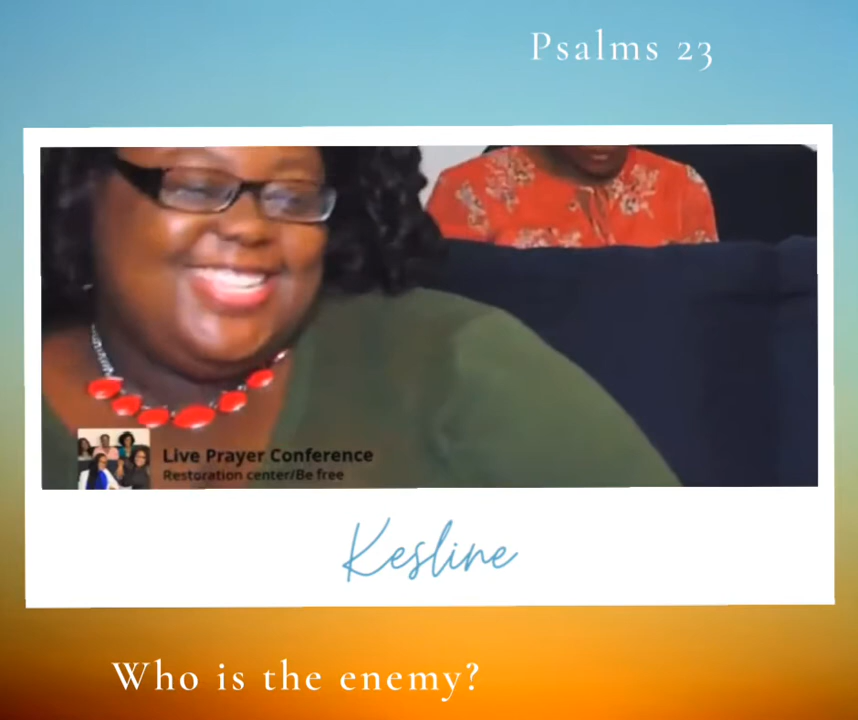 Psalms 23
Live Prayer Conference
Restoration center/Be free
Kesline
Who is the enemy?